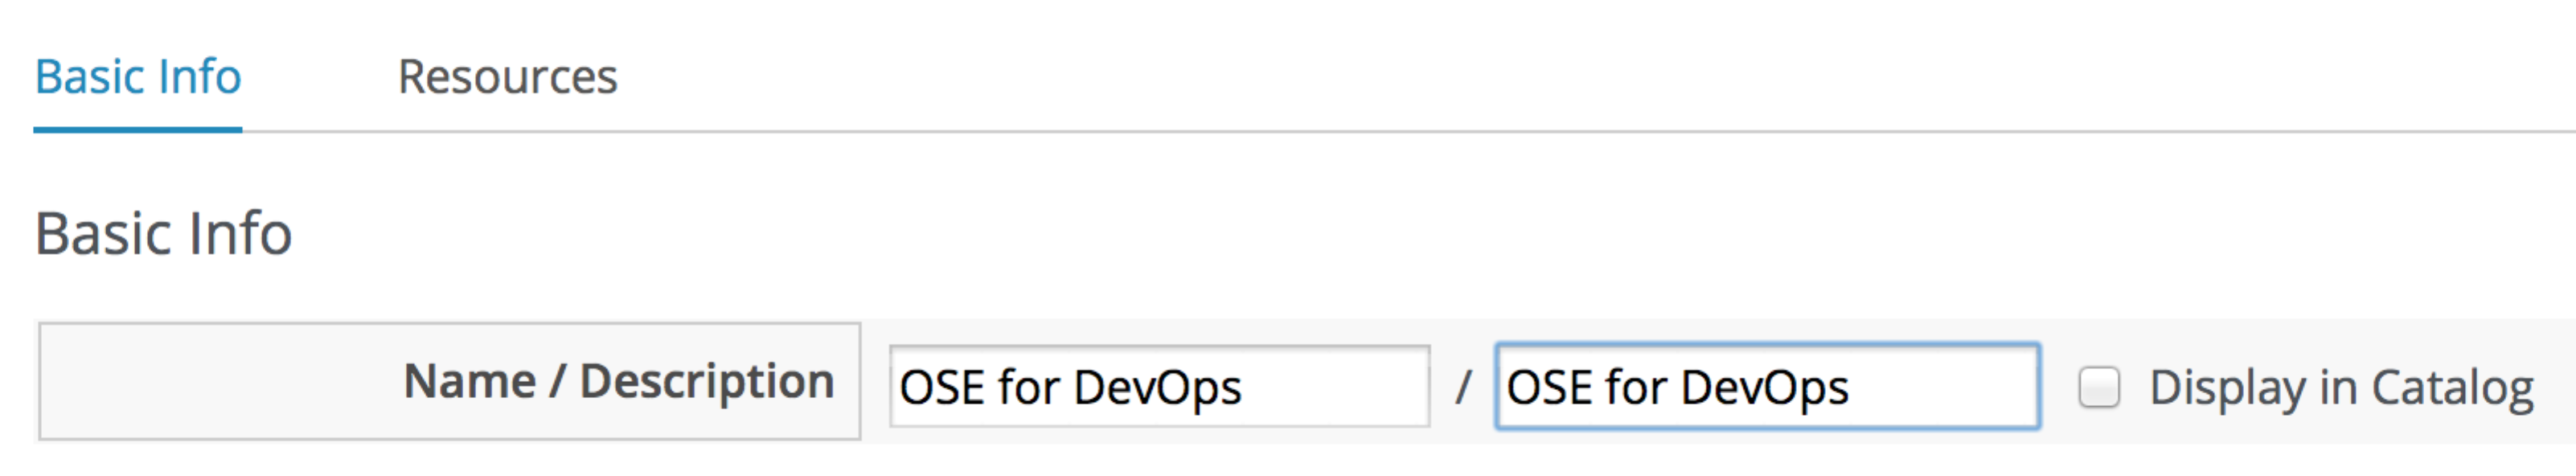 Basic Info Resources
Basic Info
Name / Description OSE for DevOps / OSE for DevOps Display in Catalog